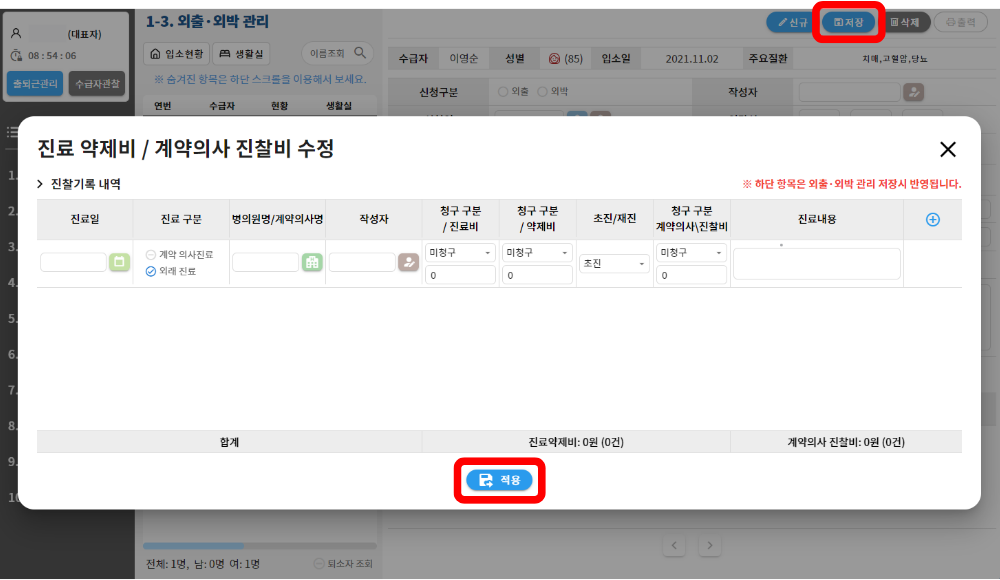 (대표자)
08 : 54 : 06
출퇴근관리
수급자관찰
1-3. 외출·외박 관리
입소현황
생활실
이름조회
※ 숨겨진 항목은 하단 스크롤을 이용해서 보세요.
연번 수급자 현황 생활실
신규
저장
삭제
출력
수급자 이영순 성별 (85) 입소일 2021.11.02 주요질환 치매,고혈압,당뇨
신청구분 외출 외박 작성자
1.
2.
3.
4.
5.
6.
7.
8.
9.
진료 약제비 / 계약의사 진찰비 수정
진찰기록 내역
※ 하단 항목은 외출·외박 관리 저장시 반영됩니다.
진료일
진료 구분
병의원명/계약의사명
작성자
청구 구분
/ 진료비
청구 구분
/ 약제비
초진/재진
청구 구분
계약의사\진찰비
진료내용
계약 의사진료
외래 진료
미청구
0
미청구
0
초진
미청구
0
합계
진료약제비: 0원 (0건)
계약의사 진찰비: 0원 (0건)
적용
전체: 1명, 남: 0명 여: 1명
퇴소자 조회